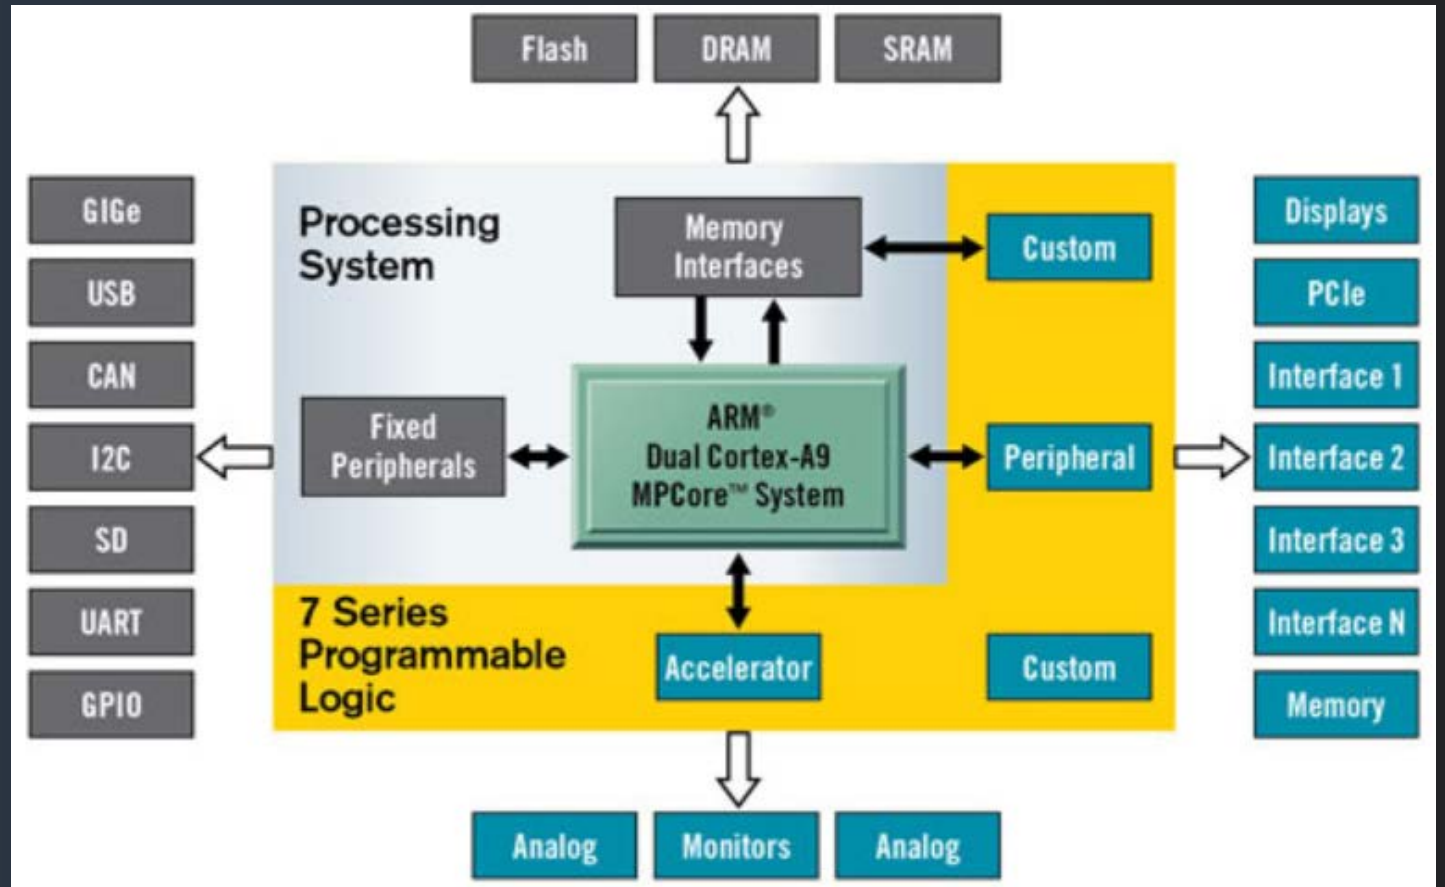 Flash
DRAM
SRAM
GIGe
USB
CAN
I2C
SD
UART
GPIO
Processing
System
Memory
Interfaces
Custom
Fixed
Peripherals
ARM®
Dual Cortex-A9
MPCore™ System
Peripheral
7 Series
Programmable
Logic
Accelerator
Custom
Displays
PCIe
Interface 1
Interface 2
Interface 3
Interface N
Memory
Analog
Monitors
Analog